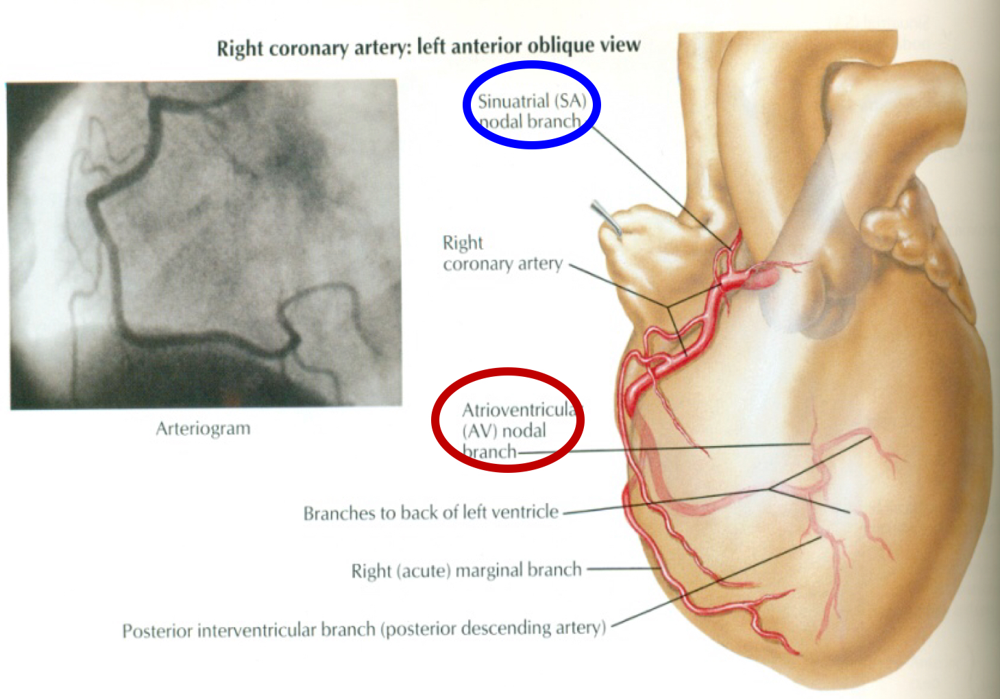 Right coronary artery: left anterior oblique view
Sinuatrial (SA)
nodal branch
Right
coronary artery
Atrioventricular
(AV) nodal
branch
Arteriogram
Branches to back of left ventricle
Right (acute) marginal branch
Posterior interventricular branch (posterior descending artery)